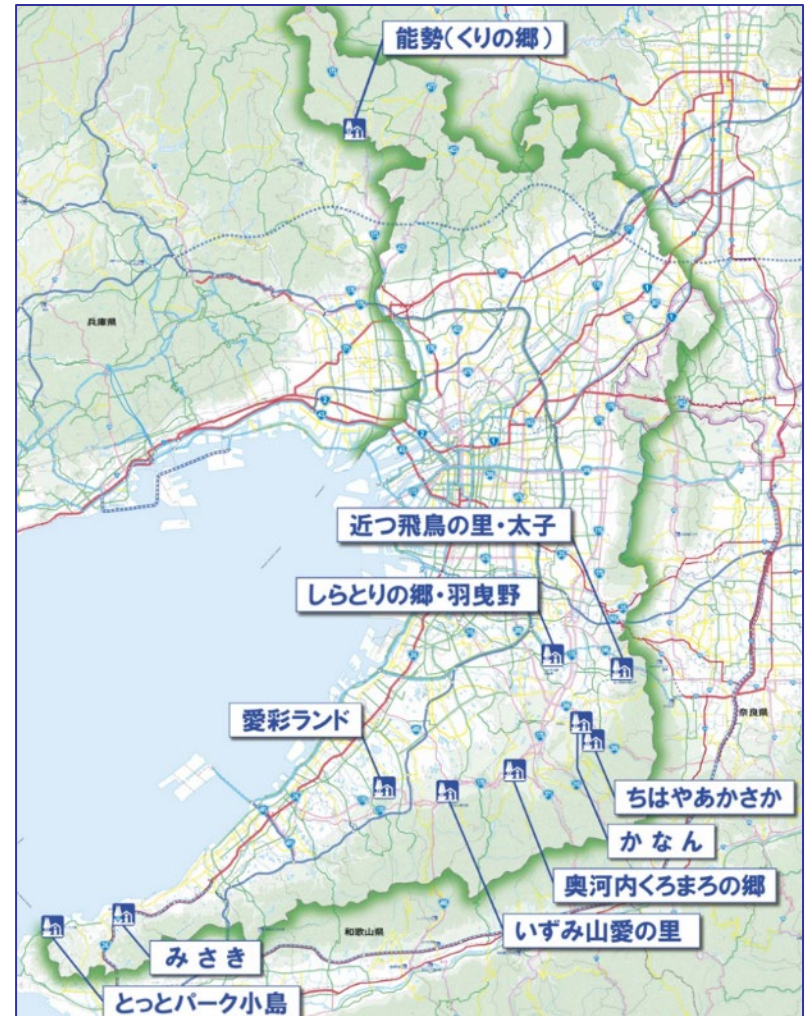 能勢(くりの郷)
兵庫県
近つ飛鳥の里・太子
しらとりの郷・羽曳野
奈良県
愛彩ランド
ちはやあかさか
かなん
奥河内くろまろの郷
和歌山県
いずみ山愛の里
みさき
とっとパーク小島